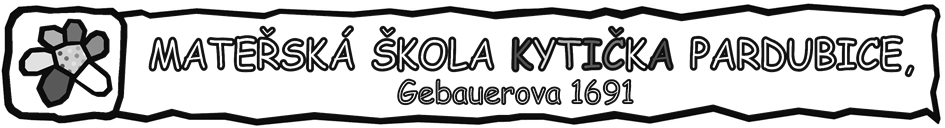 MATEŘSKÁ ŠKOLA KYTIČKA PARDUBICE,
Gebauerova 1691